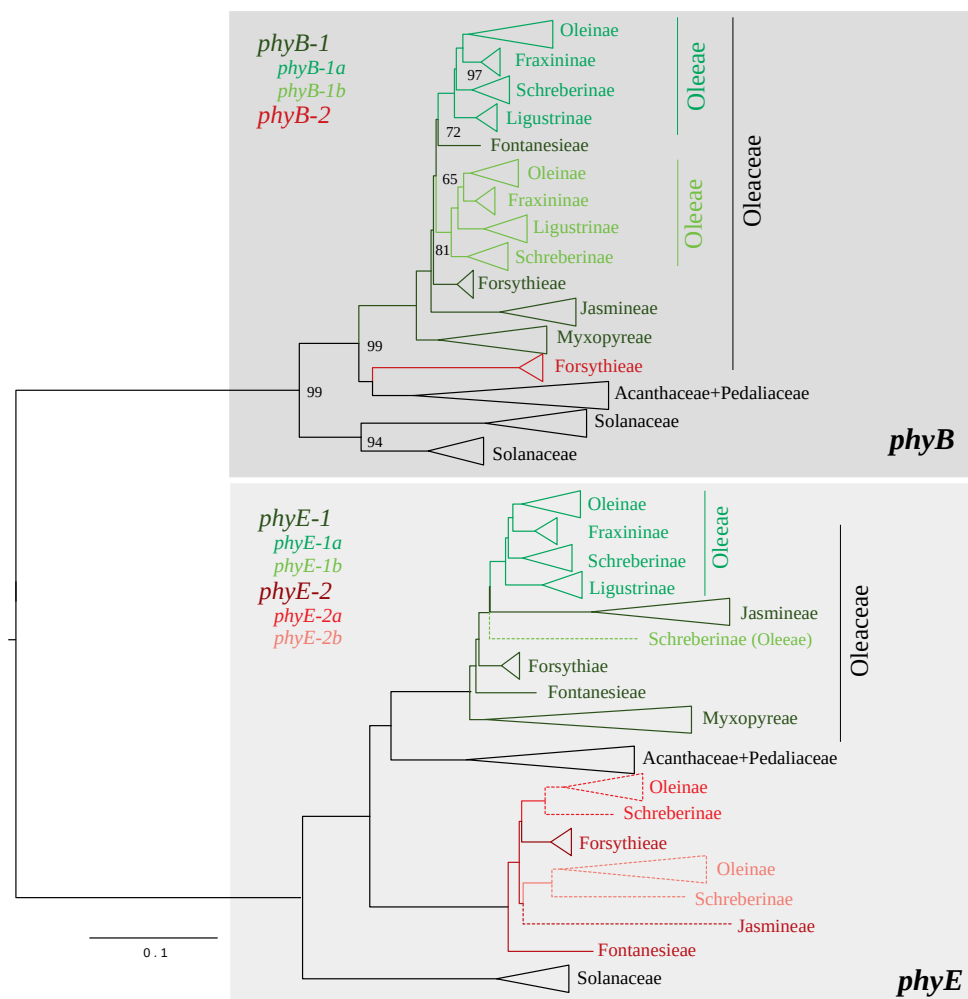 phyB-1
phyB-1a
phyB-1b
phyB-2
Oleinae
Fraxininae
97
Schreberinae
Ligustrinae
72
Fontanesieae
Oleeae
65
Oleinae
Fraxininae
Ligustrinae
81
Schreberinae
Oleeae
Oleaceae
Forsythieae
Jasmineae
Myxopyreae
99
Forsythieae
99
Acanthaceae+Pedaliaceae
Solanaceae
94
Solanaceae
phyB
phyE-1
phyE-1a
phyE-1b
phyE-2
phyE-2a
phyE-2b
Oleinae
Fraxininae
Schreberinae
Ligustrinae
Oleeae
Jasmineae
Schreberinae (Oleeae)
Forsythiae
Fontanesieae
Myxopyreae
Oleaceae
Acanthaceae+Pedaliaceae
Oleinae
Schreberinae
Forsythieae
Oleinae
Schreberinae
Jasmineae
Fontanesieae
Solanaceae
phyE
0.1